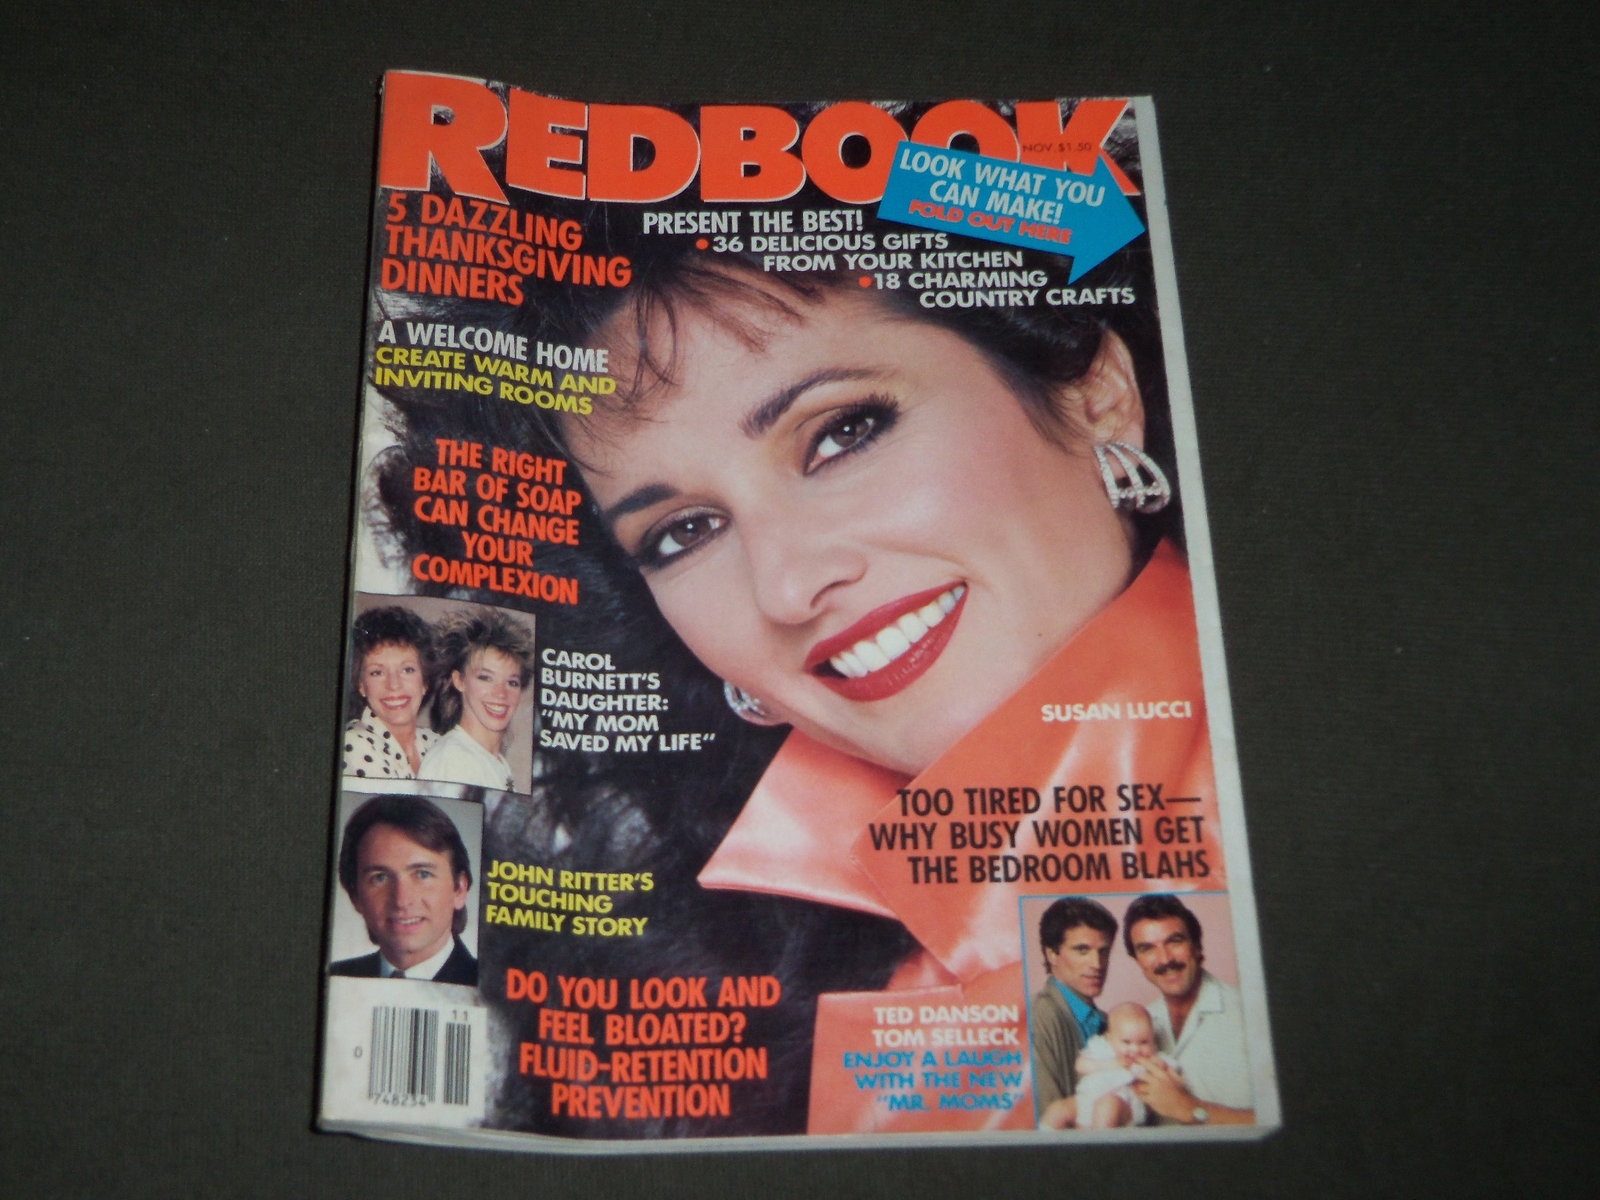 REDBOOK
NOV $1.50
LOOK WHAT YOU
CAN MAKE!
FOLD OUT HERE
5 DAZZLING
THANKSGIVING
DINNERS
PRESENT THE BEST!
•36 DELICIOUS GIFTS
FROM YOUR KITCHEN
•18 CHARMING
COUNTRY CRAFTS
A WELCOME HOME
CREATE WARM AND
INVITING ROOMS
THE RIGHT
BAR OF SOAP
CAN CHANGE
YOUR
COMPLEXION
CAROL
BURNETT'S
DAUGHTER:
"MY MOM
SAVED MY LIFE"
SUSAN LUCCI
TOO TIRED FOR SEX—
WHY BUSY WOMEN GET
THE BEDROOM BLAHS
JOHN RITTER'S
TOUCHING
FAMILY STORY
DO YOU LOOK AND
FEEL BLOATED?
FLUID-RETENTION
PREVENTION
TED DANSON
TOM SELLECK
ENJOY A LAUGH
WITH THE NEW
"MR. MOMS"
11
0
748234